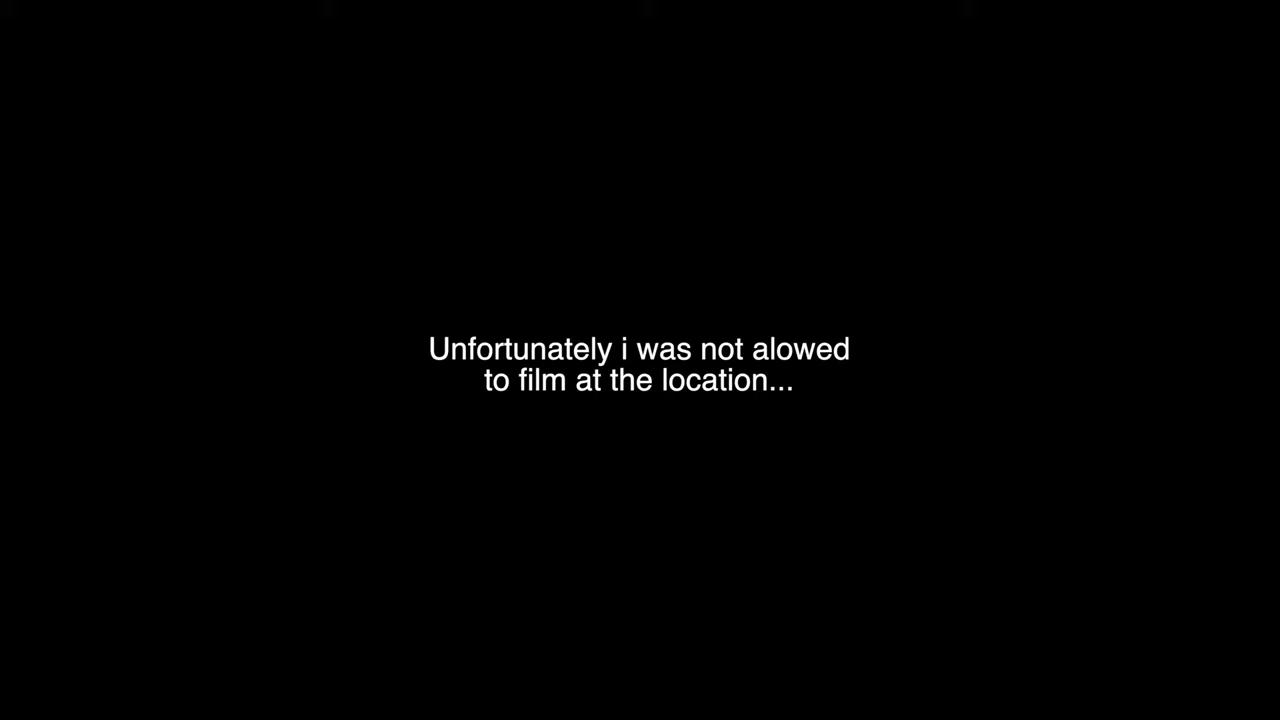 Unfortunately i was not alowed
to film at the location...